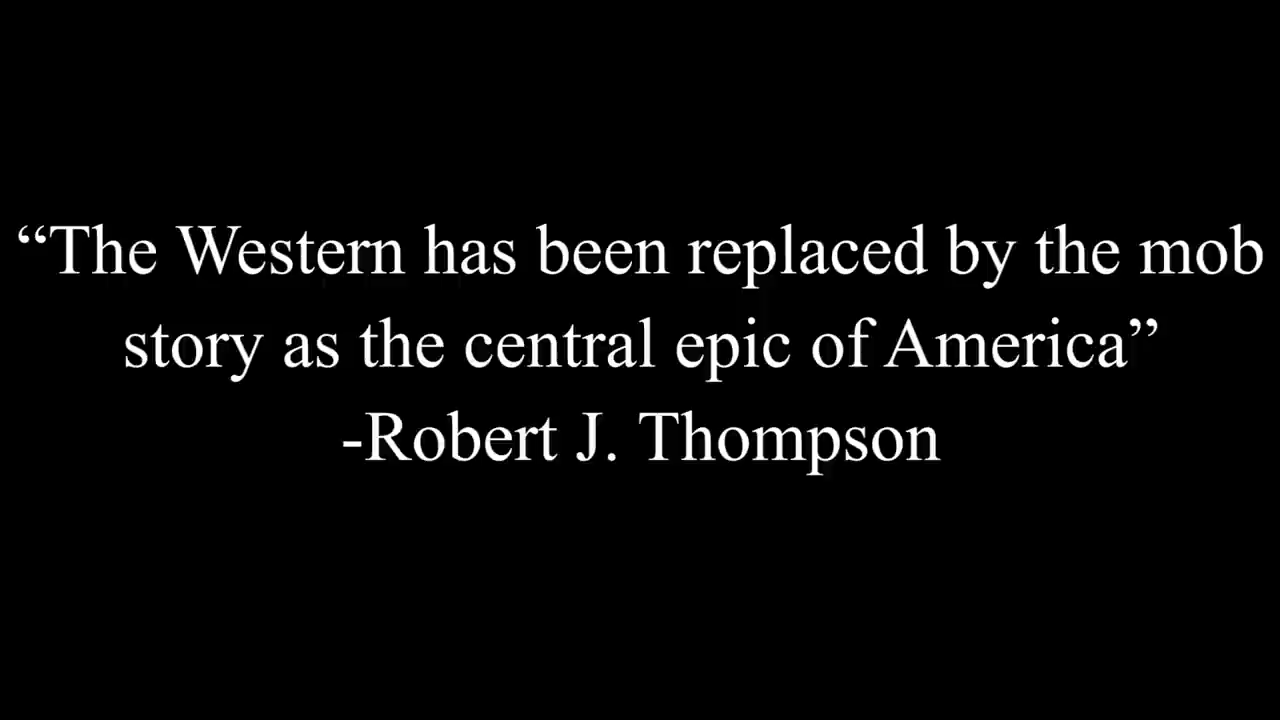 “The Western has been replaced by the mob
story as the central epic of America”
-Robert J. Thompson